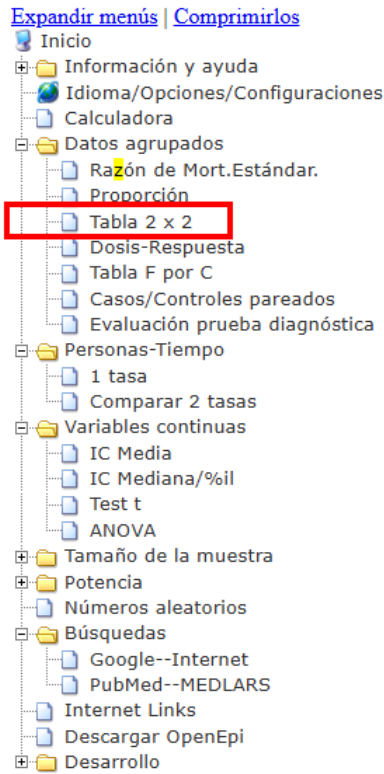 Expandir menús | Comprimirlos
Inicio
Información y ayuda
Idioma/Opciones/Configuraciones
Calculadora
Datos agrupados
Razón de Mort.Estándar.
Proporción
Tabla 2 x 2
Dosis-Respuesta
Tabla F por C
Casos/Controles pareados
Evaluación prueba diagnóstica
Personas-Tiempo
1 tasa
Comparar 2 tasas
Variables continuas
IC Media
IC Mediana/%il
Test t
ANOVA
Tamaño de la muestra
Potencia
Números aleatorios
Búsquedas
Google--Internet
PubMed--MEDLARS
Internet Links
Descargar OpenEpi
Desarrollo